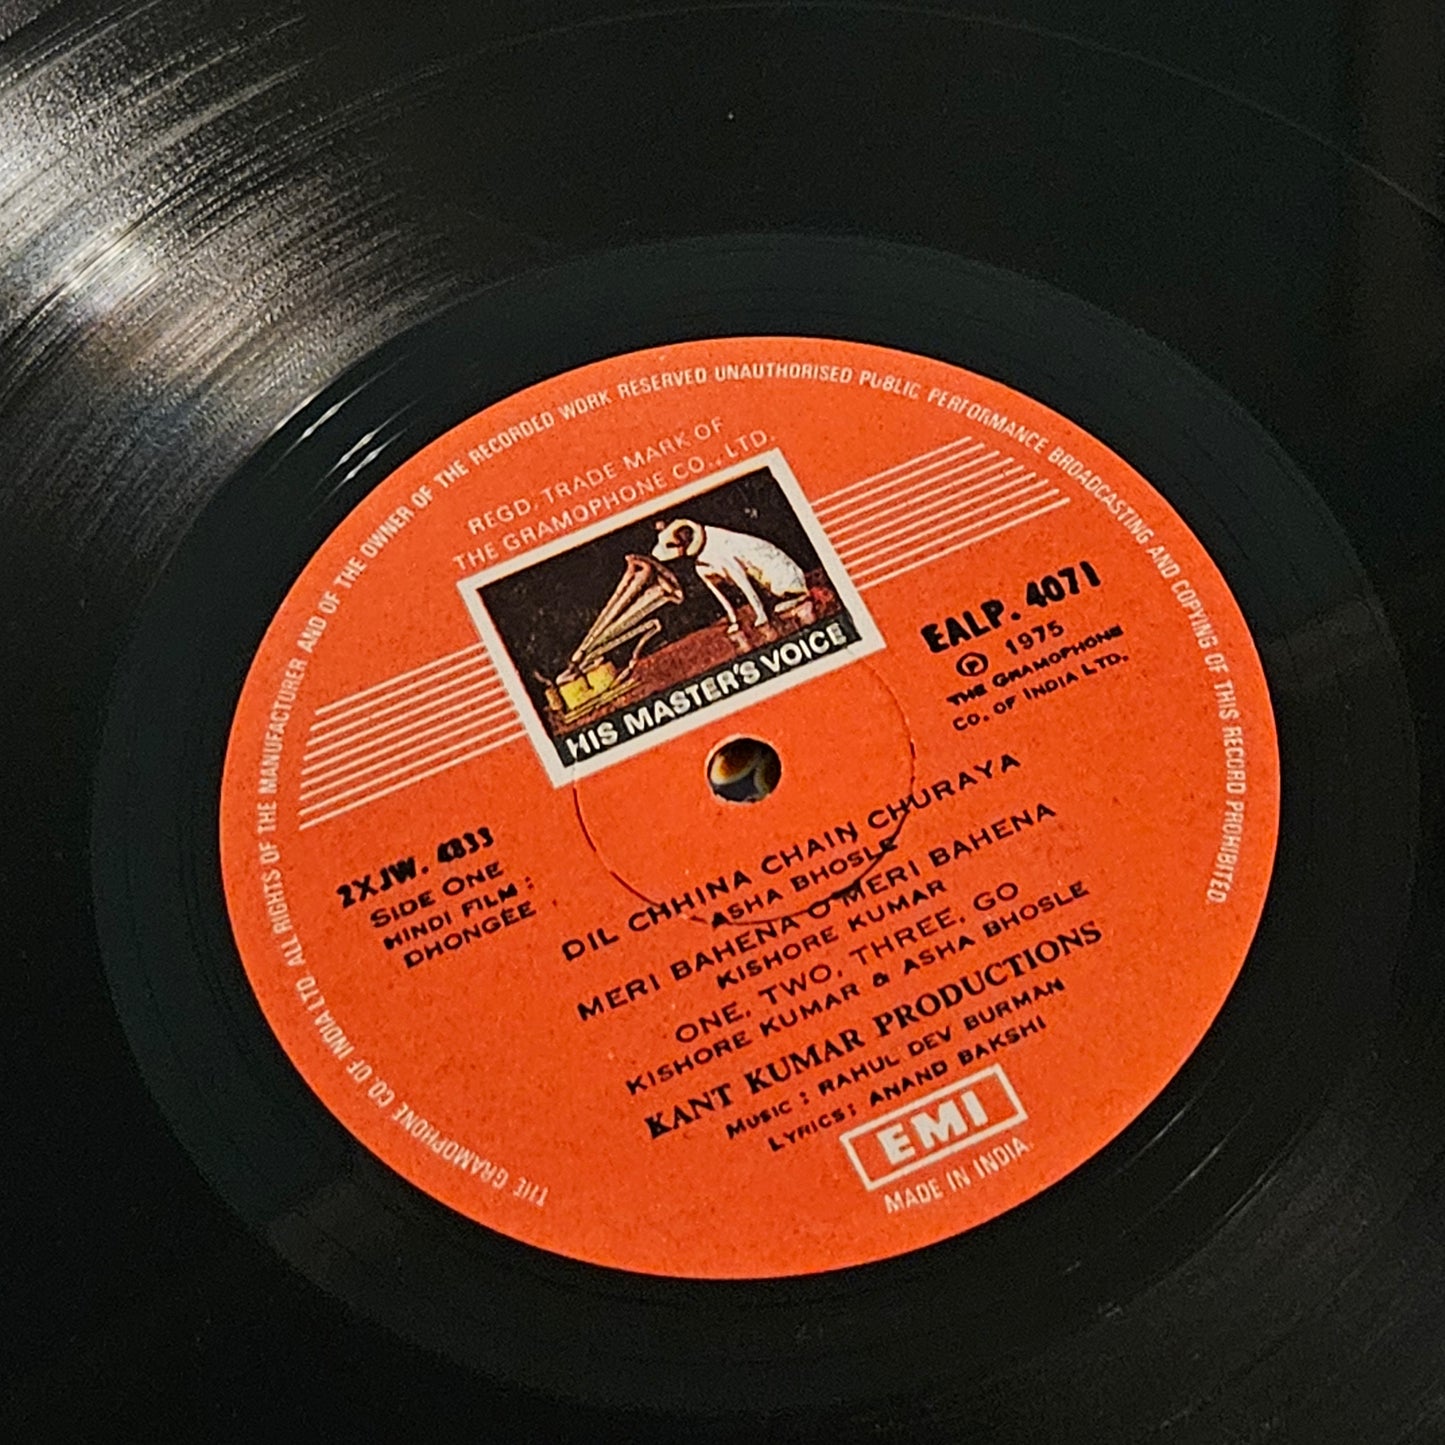 THE GRAMOPHONE CO. OF INDIA LTD. ALL RIGHTS OF THE MANUFACTURER AND OF THE OWNER OF THE RECORDED WORK RESERVED UNAUTHORISED PUBLIC PERFORMANCE BROADCASTING AND COPYING OF THIS RECORD PROHIBITED
REGD. TRADE MARK OF
THE GRAMOPHONE CO., LTD.
HIS MASTER'S VOICE
EALP. 4071
Ⓟ 1975
THE GRAMOPHONE
CO. OF INDIA LTD.
2XJW. 4833
SIDE ONE
HINDI FILM :
DHONGEE
DIL CHHINA CHAIN CHURAYA
ASHA BHOSLE
MERI BAHENA O MERI BAHENA
KISHORE KUMAR
ONE, TWO, THREE, GO
KISHORE KUMAR & ASHA BHOSLE
KANT KUMAR PRODUCTIONS
MUSIC : RAHUL DEV BURMAN
LYRICS: ANAND BAKSHI
EMI
MADE IN INDIA.